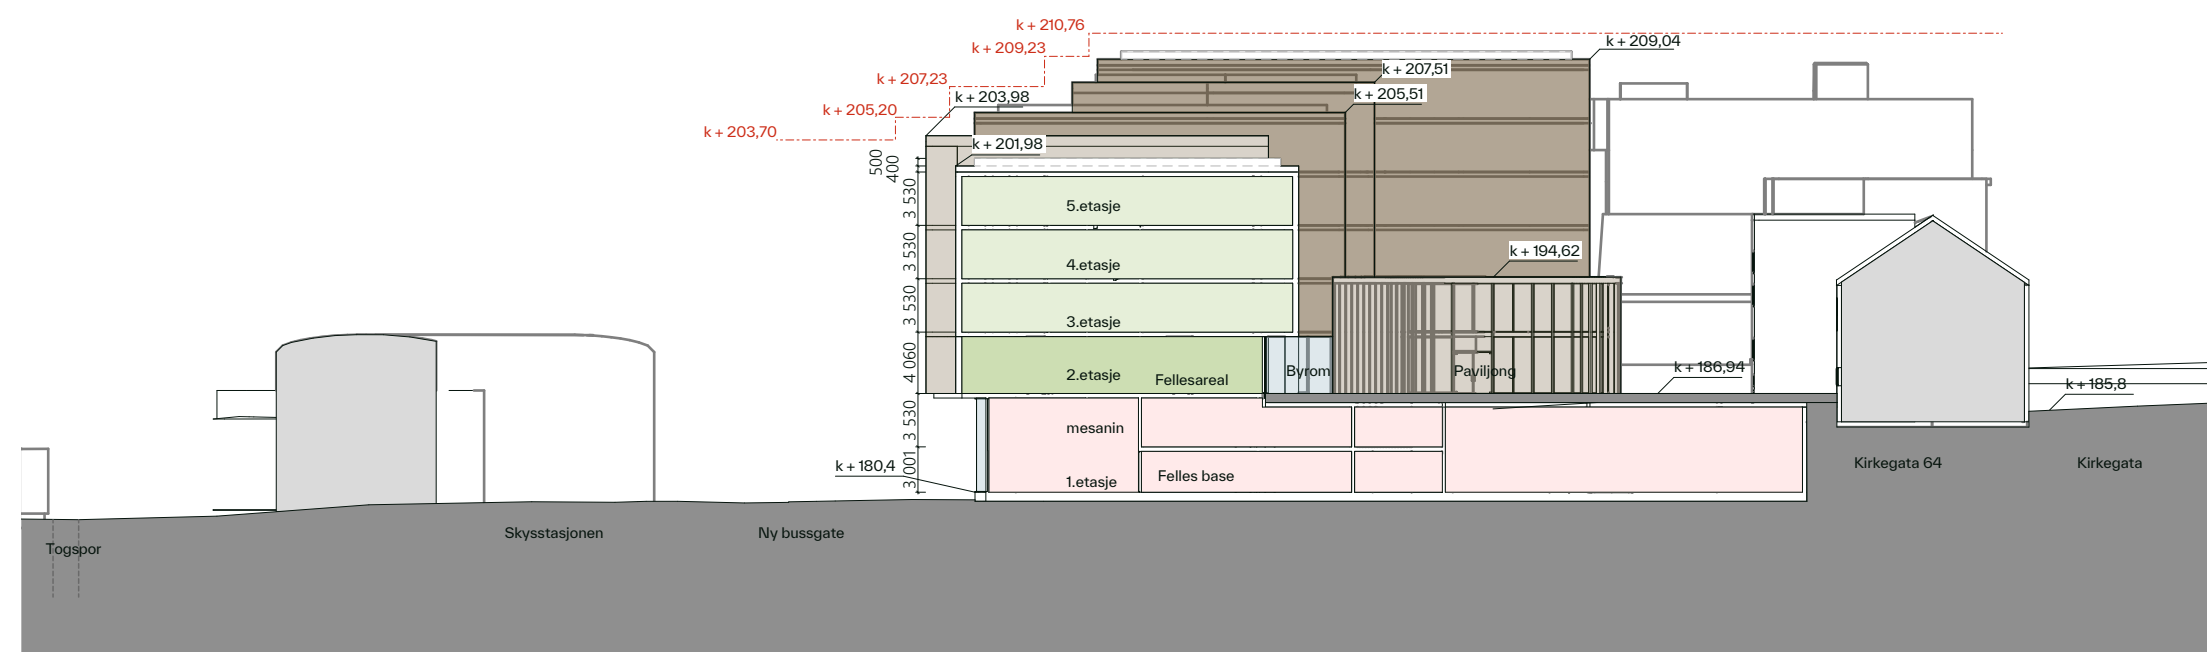 k + 210,76
k + 209,04
k + 209,23
k + 207,51
k + 207,23
k + 205,51
k + 203,98
k + 205,20
k + 203,70
k + 201,98
500
400
3 530
5.etasje
3 530
4.etasje
k + 194,62
3 530
3.etasje
4 060
2.etasje
Fellesareal
Byrom
Paviljong
k + 186,94
k + 185,8
3 530
mesanin
k + 180,4
3 001
1.etasje
Felles base
Kirkegata 64
Kirkegata
Skysstasjonen
Ny bussgate
Togspor